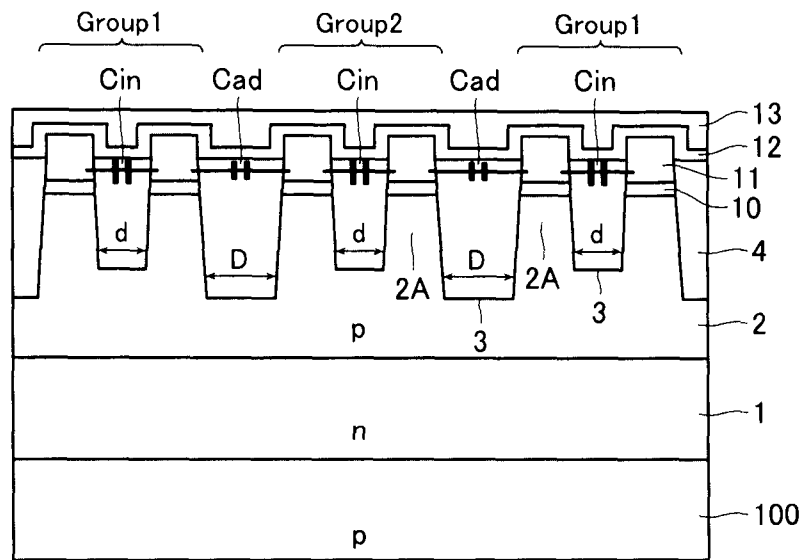 Group1 Group2 Group1
Cin Cad Cin Cad Cin
13
12
11
10
d d d
4
D D
2A 2A
3
3
p
2
n
1
p
100